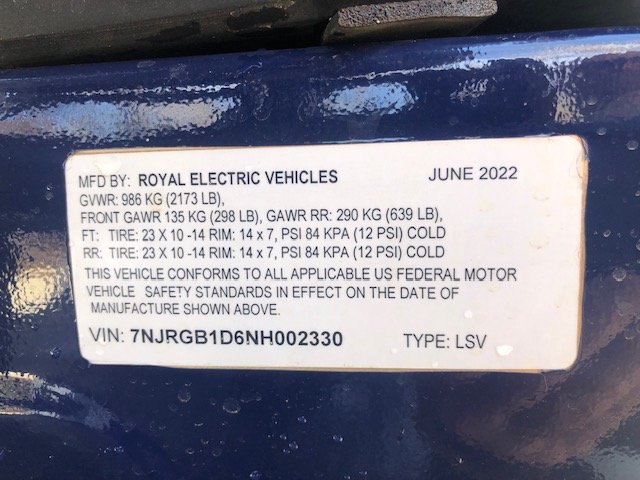 MFD BY: ROYAL ELECTRIC VEHICLES JUNE 2022
GVWR: 986 KG (2173 LB),
FRONT GAWR 135 KG (298 LB), GAWR RR: 290 KG (639 LB),
FT: TIRE: 23 X 10 -14 RIM: 14 x 7, PSI 84 KPA (12 PSI) COLD
RR: TIRE: 23 X 10 -14 RIM: 14 x 7, PSI 84 KPA (12 PSI) COLD
THIS VEHICLE CONFORMS TO ALL APPLICABLE US FEDERAL MOTOR
VEHICLE SAFETY STANDARDS IN EFFECT ON THE DATE OF
MANUFACTURE SHOWN ABOVE.
VIN: 7NJRGB1D6NH002330 TYPE: LSV